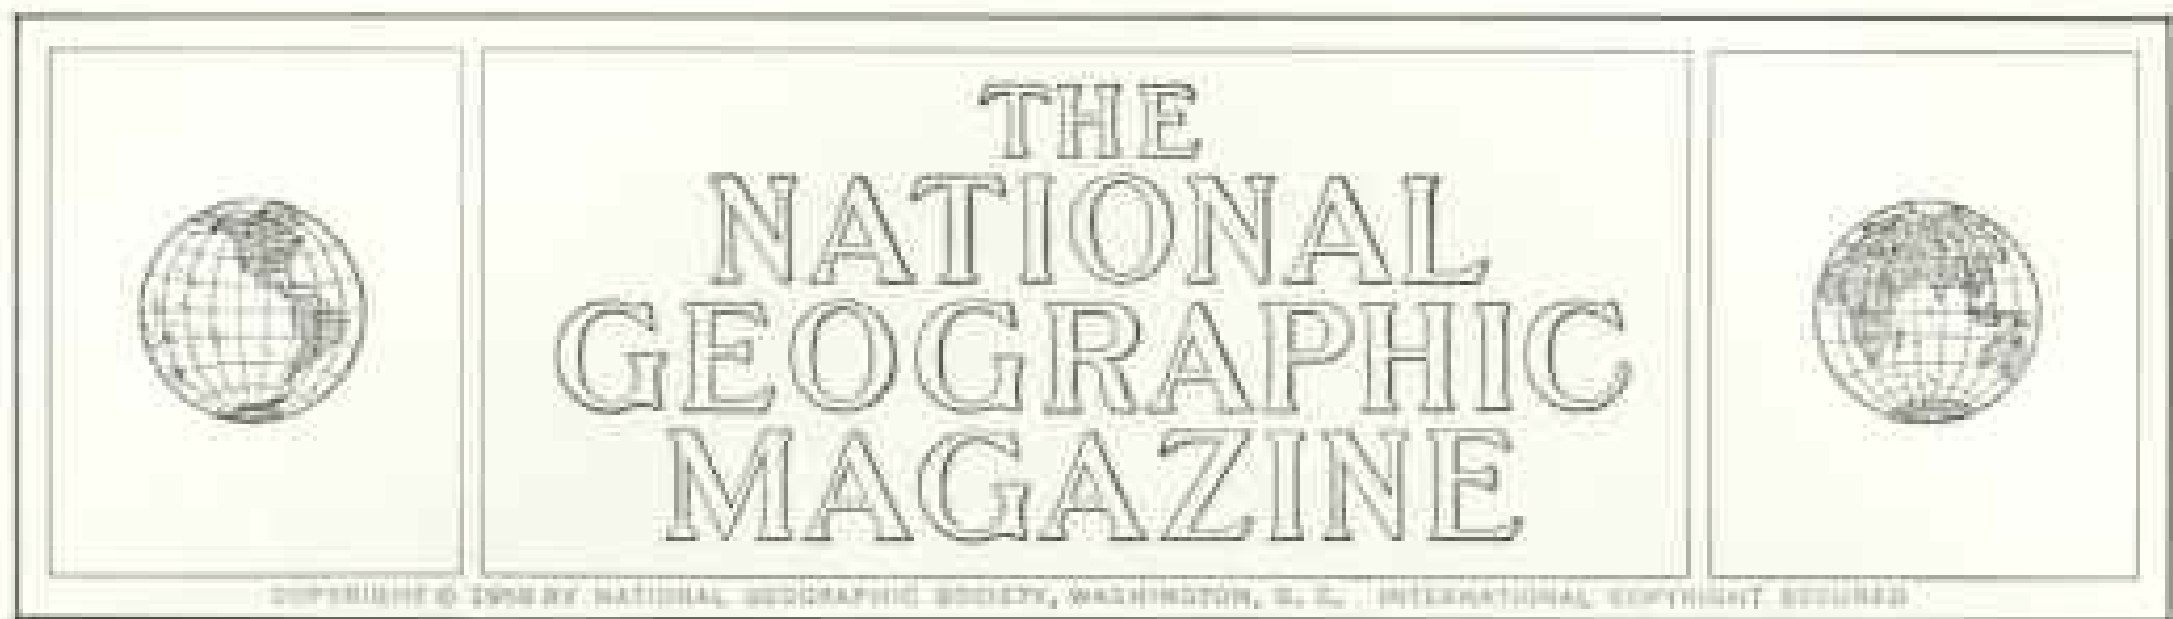 THE
NATIONAL
GEOGRAPHIC
MAGAZINE
COPYRIGHT © BY NATIONAL GEOGRAPHIC SOCIETY, WASHINGTON, D. C. INTERNATIONAL COPYRIGHT SECURED